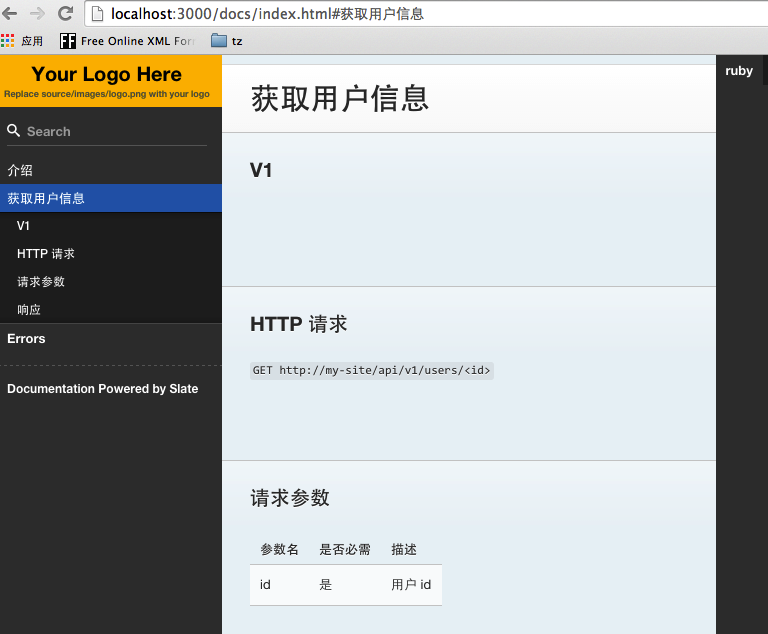 localhost:3000/docs/index.html#获取用户信息
应用 Free Online XML For tz
Your Logo Here
Replace source/images/logo.png with your logo
Search
介绍
获取用户信息
V1
HTTP 请求
请求参数
响应
Errors
Documentation Powered by Slate
获取用户信息
V1
HTTP 请求
GET http://my-site/api/v1/users/<id>
请求参数
参数名 是否必需 描述
id 是 用户 id
ruby